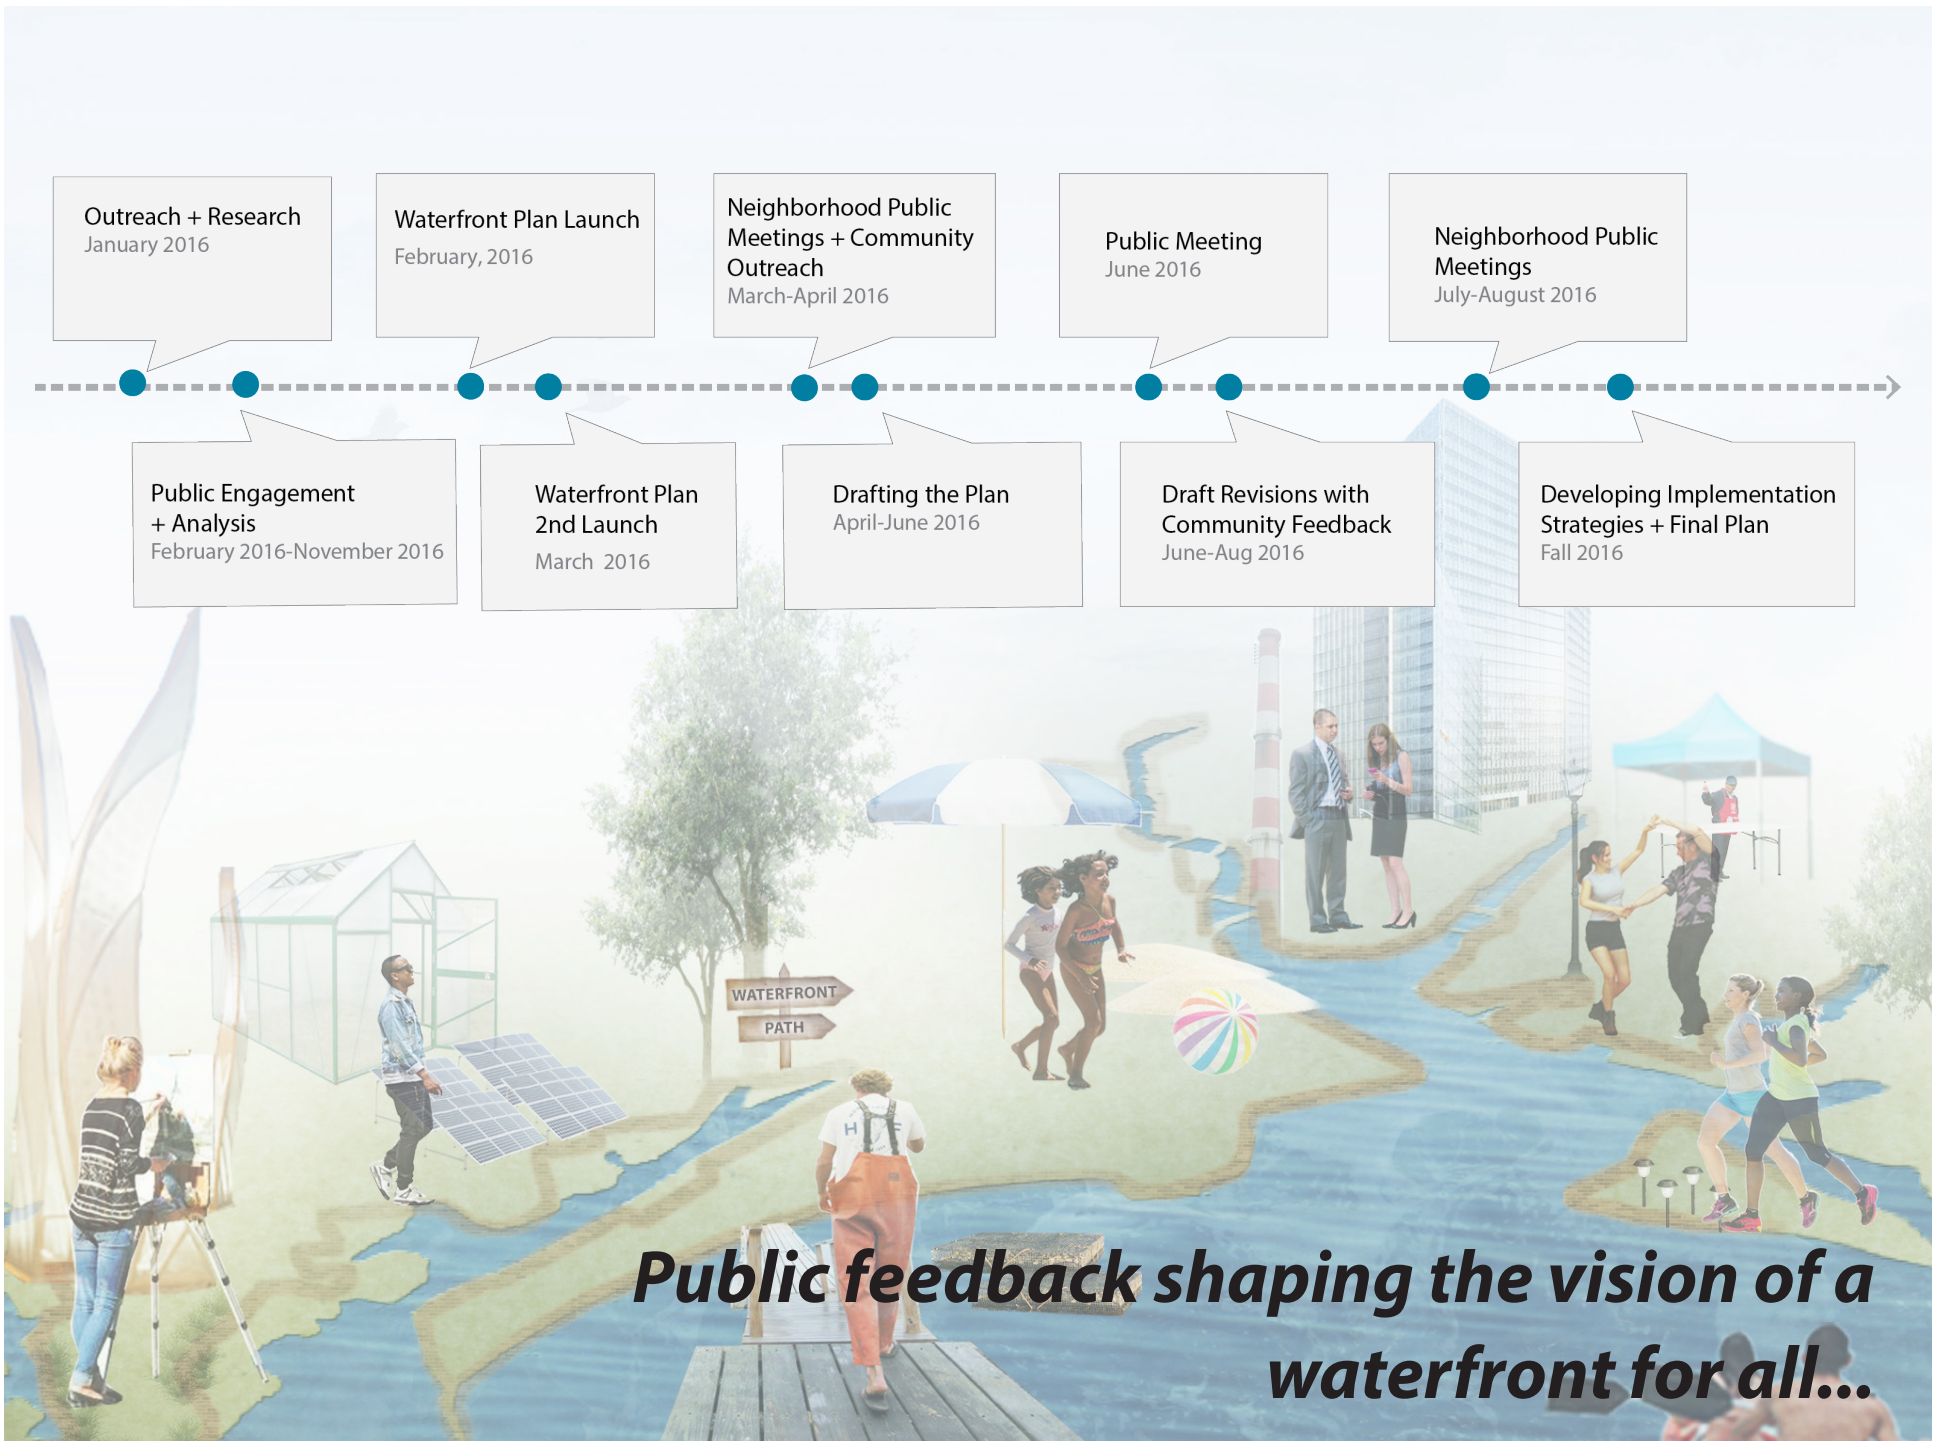 Outreach + Research
January 2016
Waterfront Plan Launch
February, 2016
Neighborhood Public
Meetings + Community
Outreach
March-April 2016
Public Meeting
June 2016
Neighborhood Public
Meetings
July-August 2016
Public Engagement
+ Analysis
February 2016-November 2016
Waterfront Plan
2nd Launch
March 2016
Drafting the Plan
April-June 2016
Draft Revisions with
Community Feedback
June-Aug 2016
Developing Implementation
Strategies + Final Plan
Fall 2016
WATERFRONT
PATH
Public feedback shaping the vision of a
waterfront for all...